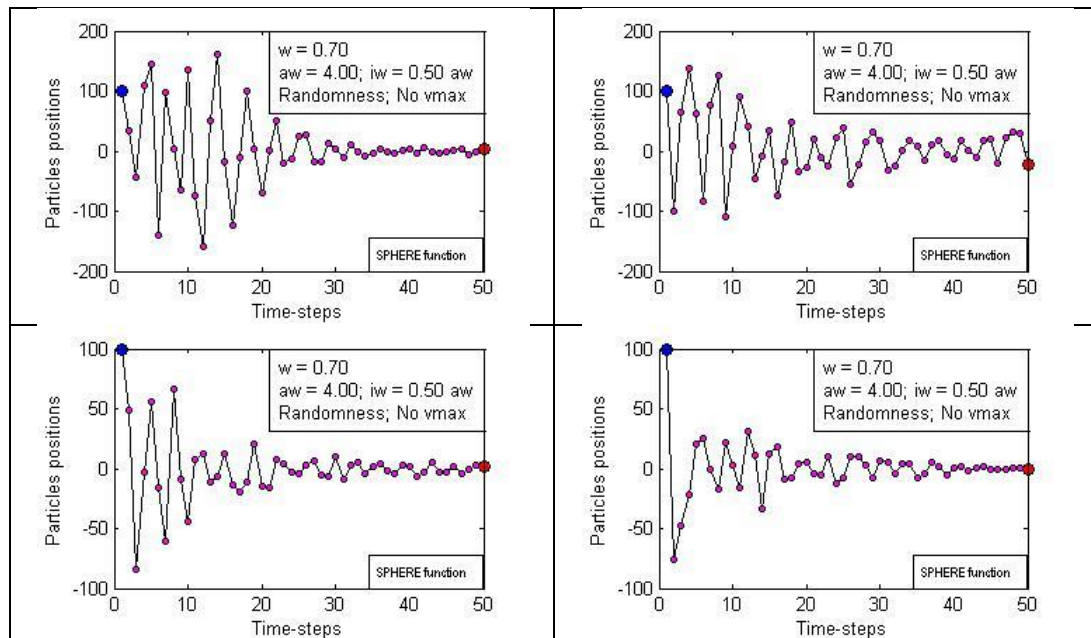 200
100
0
-100
-200
Particles positions
w = 0.70
aw = 4.00; iw = 0.50 aw
Randomness; No vmax
SPHERE function
0 10 20 30 40 50
Time-steps
200
100
0
-100
-200
Particles positions
w = 0.70
aw = 4.00; iw = 0.50 aw
Randomness; No vmax
SPHERE function
0 10 20 30 40 50
Time-steps
100
50
0
-50
-100
Particles positions
w = 0.70
aw = 4.00; iw = 0.50 aw
Randomness; No vmax
SPHERE function
0 10 20 30 40 50
Time-steps
100
50
0
-50
-100
Particles positions
w = 0.70
aw = 4.00; iw = 0.50 aw
Randomness; No vmax
SPHERE function
0 10 20 30 40 50
Time-steps